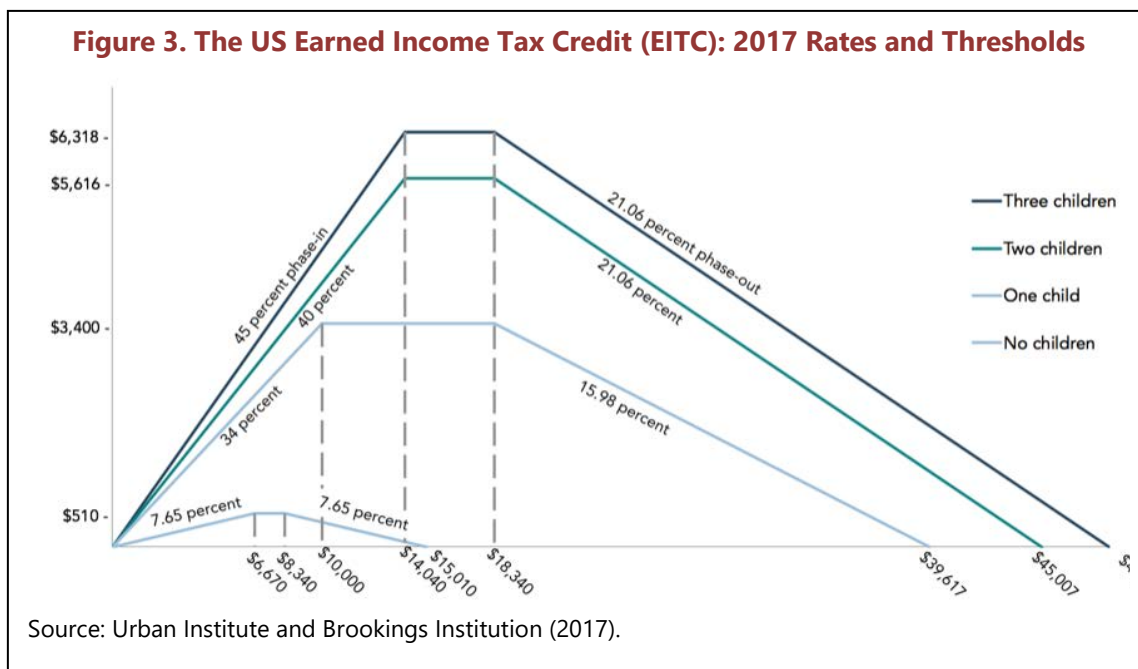 Figure 3. The US Earned Income Tax Credit (EITC): 2017 Rates and Thresholds
$6,318 -
$5,616 -
$3,400 -
$510 -
45 percent phase-in
40 percent
34 percent
7.65 percent
7.65 percent
21.06 percent phase-out
21.06 percent
15.98 percent
Three children
Two children
One child
No children
$6,670
$8,340
$10,000
$14,040
$15,010
$18,340
$39,617
$45,007
Source: Urban Institute and Brookings Institution (2017).